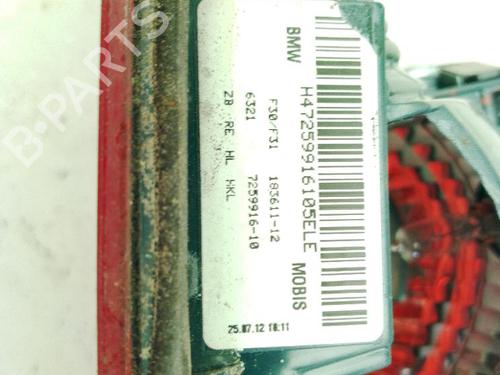 BMW
H47259916105ELE
MOBIS
F30/F31 183611-12
6321 7259916-10
ZB RE HL HKL
25.07.12 18:11
B-PARTS